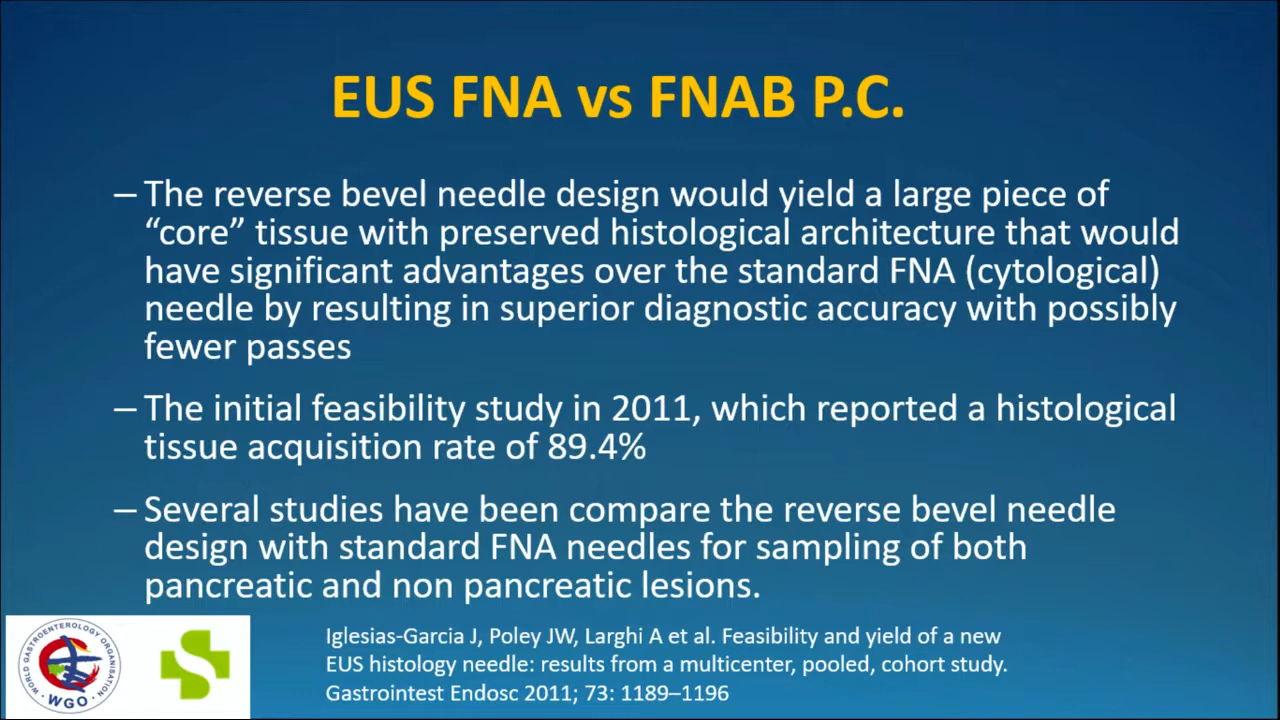 EUS FNA vs FNAB P.C.
– The reverse bevel needle design would yield a large piece of
“core” tissue with preserved histological architecture that would
have significant advantages over the standard FNA (cytological)
needle by resulting in superior diagnostic accuracy with possibly
fewer passes
– The initial feasibility study in 2011, which reported a histological
tissue acquisition rate of 89.4%
– Several studies have been compare the reverse bevel needle
design with standard FNA needles for sampling of both
pancreatic and non pancreatic lesions.
Iglesias-Garcia J, Poley JW, Larghi A et al. Feasibility and yield of a new
EUS histology needle: results from a multicenter, pooled, cohort study.
Gastrointest Endosc 2011; 73: 1189–1196
WORLD GASTROENTEROLOGY ORGANISATION
WGO